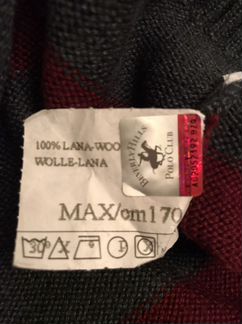 100% LANA-WOO
WOLLE-LANA
BEVERLY HILLS
POLO CLUB
MAX/cm170
30°